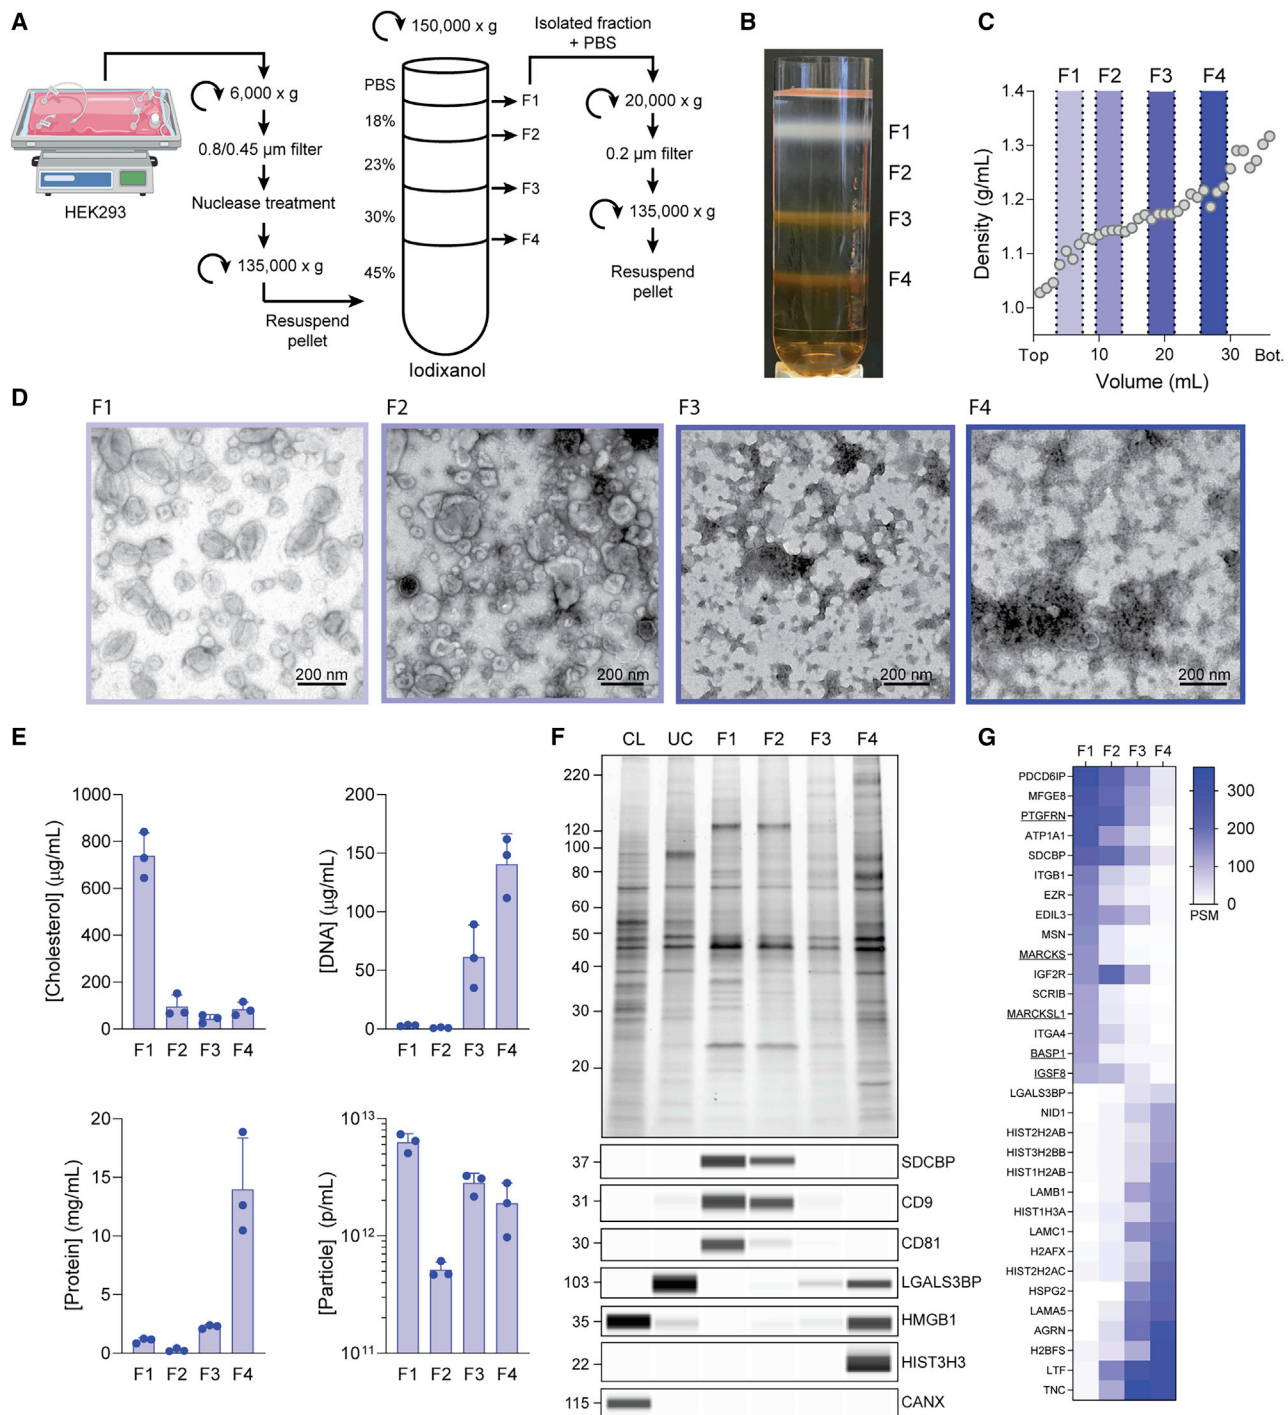 A
HEK293
6,000 x g
0.8/0.45 µm filter
Nuclease treatment
135,000 x g
Resuspend
pellet
150,000 x g
PBS
18%
23%
30%
45%
F1
F2
F3
F4
Iodixanol
Isolated fraction
+ PBS
20,000 x g
0.2 µm filter
135,000 x g
Resuspend
pellet
B
F1
F2
F3
F4
C
F1 F2 F3 F4
Density (g/mL)
1.4
1.3
1.2
1.1
1.0
Top 10 20 30 Bot.
Volume (mL)
D
F1
200 nm
F2
200 nm
F3
200 nm
F4
200 nm
E
[Cholesterol] (µg/mL)
1000
800
600
400
200
0
F1 F2 F3 F4
[DNA] (µg/mL)
200
150
100
50
0
F1 F2 F3 F4
[Protein] (mg/mL)
20
15
10
5
0
F1 F2 F3 F4
[Particle] (p/mL)
10¹³
10¹²
10¹¹
F1 F2 F3 F4
F
CL UC F1 F2 F3 F4
220
120
100
80
60
50
40
30
20
37 SDCBP
31 CD9
30 CD81
103 LGALS3BP
35 HMGB1
22 HIST3H3
115 CANX
G
F1 F2 F3 F4
PDCD6IP
MFGE8
PTGFRN
ATP1A1
SDCBP
ITGB1
EZR
EDIL3
MSN
MARCKS
IGF2R
SCRIB
MARCKSL1
ITGA4
BASP1
IGSF8
LGALS3BP
NID1
HIST2H2AB
HIST3H2BB
HIST1H2AB
LAMB1
HIST1H3A
LAMC1
H2AFX
HIST2H2AC
HSPG2
LAMA5
AGRN
H2BFS
LTF
TNC
300
200
100
0
PSM